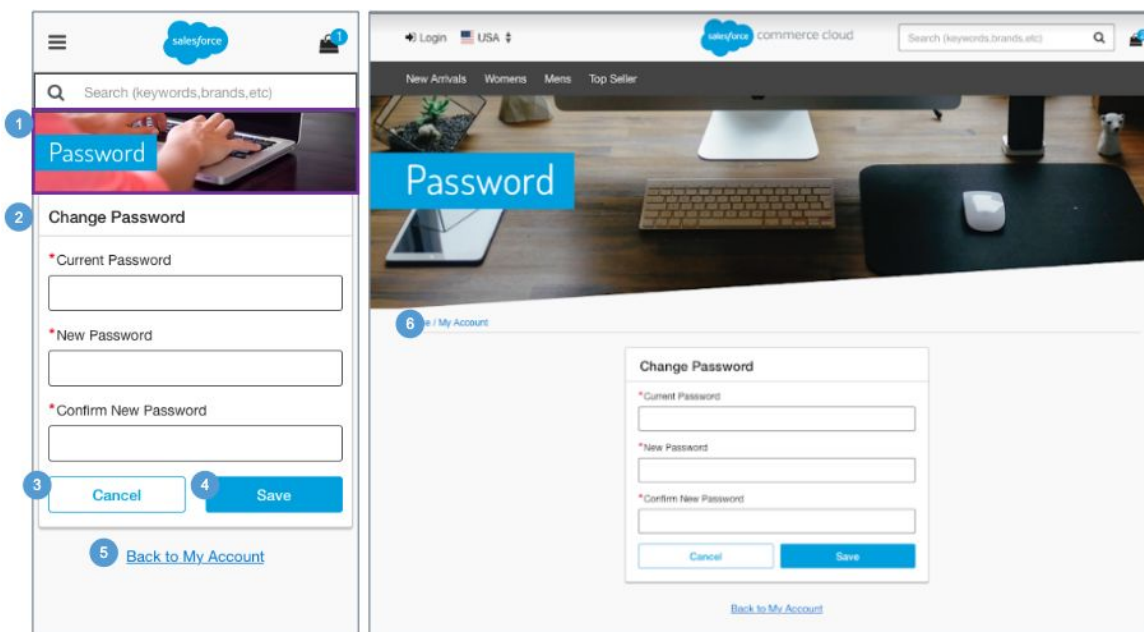 salesforce
1
Search (keywords,brands,etc)
1
Password
2
Change Password
*Current Password
*New Password
*Confirm New Password
3
Cancel
4
Save
5
Back to My Account
Login
USA
salesforce commerce cloud
Search (keywords,brands,etc)
New Arrivals Womens Mens Top Seller
Password
6
/ My Account
Change Password
*Current Password
*New Password
*Confirm New Password
Cancel Save
Back to My Account